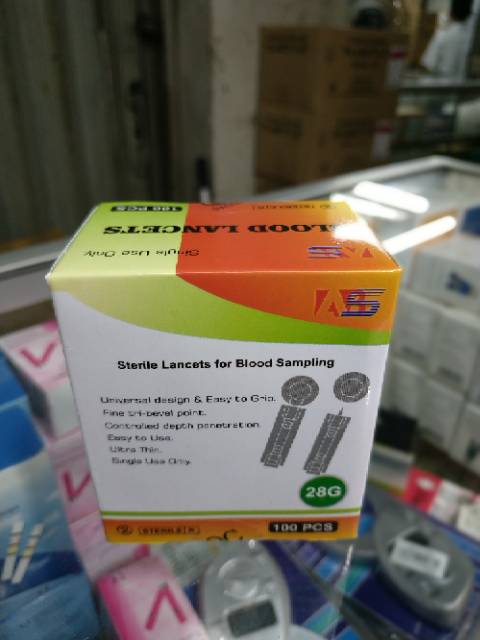 100 PCS
BLOOD LANCETS
Single Use Only
Sterile Lancets for Blood Sampling
Universal design & Easy to Grip.
Fine tri-bevel point.
Controlled depth penetration.
Easy to Use.
Ultra Thin.
Single Use Only.
28G
STERILE R
100 PCS